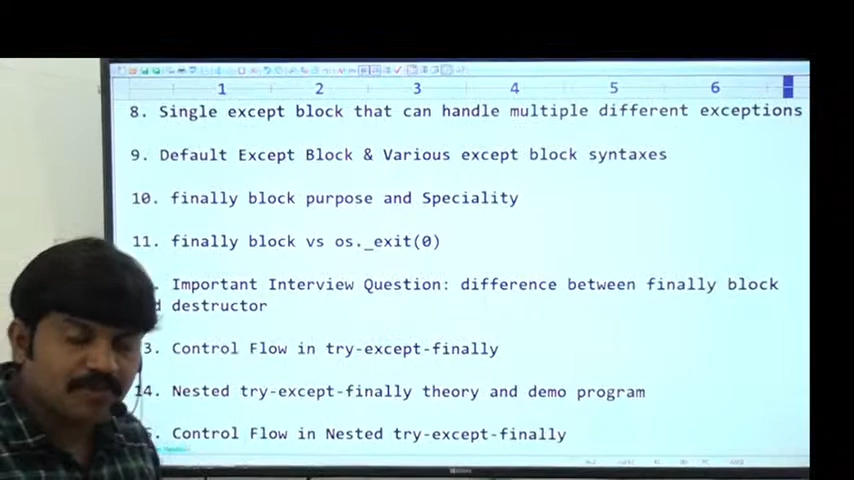 1 2 3 4 5 6
8. Single except block that can handle multiple different exceptions
9. Default Except Block & Various except block syntaxes
10. finally block purpose and Speciality
11. finally block vs os._exit(0)
. Important Interview Question: difference between finally block
d destructor
3. Control Flow in try-except-finally
14. Nested try-except-finally theory and demo program
5. Control Flow in Nested try-except-finally